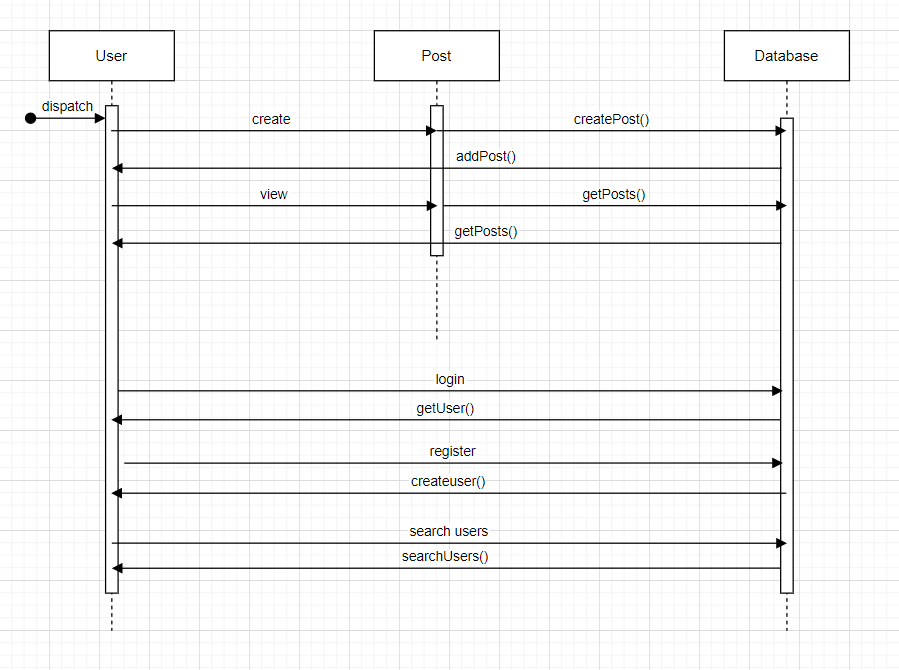 User
Post
Database
dispatch
create
createPost()
addPost()
view
getPosts()
getPosts()
login
getUser()
register
createuser()
search users
searchUsers()